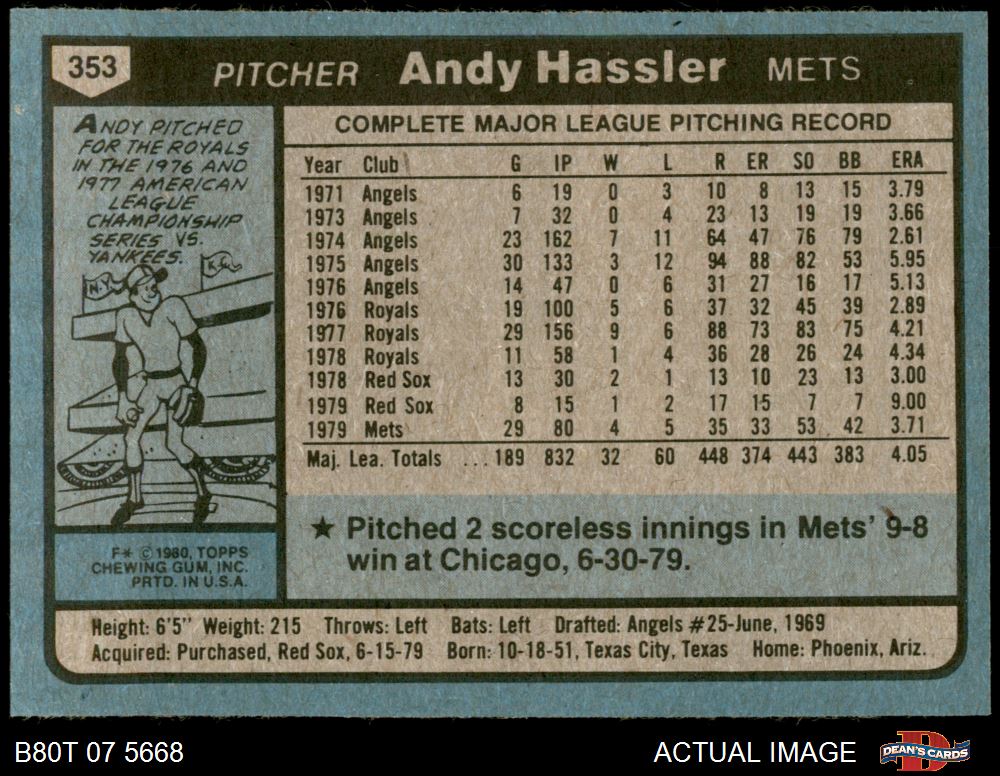 353
PITCHER Andy Hassler METS
ANDY PITCHED
FOR THE ROYALS
IN THE 1976 AND
1977 AMERICAN
LEAGUE
CHAMPIONSHIP
SERIES VS.
YANKEES.
N.Y.
K.C.
F* © 1980, TOPPS
CHEWING GUM, INC.
PRTD. IN U.S.A.
COMPLETE MAJOR LEAGUE PITCHING RECORD
Year Club G IP W L R ER SO BB ERA
1971 Angels 6 19 0 3 10 8 13 15 3.79
1973 Angels 7 32 0 4 23 13 19 19 3.66
1974 Angels 23 162 7 11 64 47 76 79 2.61
1975 Angels 30 133 3 12 94 88 82 53 5.95
1976 Angels 14 47 0 6 31 27 16 17 5.13
1976 Royals 19 100 5 6 37 32 45 39 2.89
1977 Royals 29 156 9 6 88 73 83 75 4.21
1978 Royals 11 58 1 4 36 28 26 24 4.34
1978 Red Sox 13 30 2 1 13 10 23 13 3.00
1979 Red Sox 8 15 1 2 17 15 7 7 9.00
1979 Mets 29 80 4 5 35 33 53 42 3.71
Maj. Lea. Totals ...189 832 32 60 448 374 443 383 4.05
★ Pitched 2 scoreless innings in Mets' 9-8
win at Chicago, 6-30-79.
Height: 6'5" Weight: 215 Throws: Left Bats: Left Drafted: Angels #25-June, 1969
Acquired: Purchased, Red Sox, 6-15-79 Born: 10-18-51, Texas City, Texas Home: Phoenix, Ariz.
B80T 07 5668
ACTUAL IMAGE
D
DEAN'S CARDS